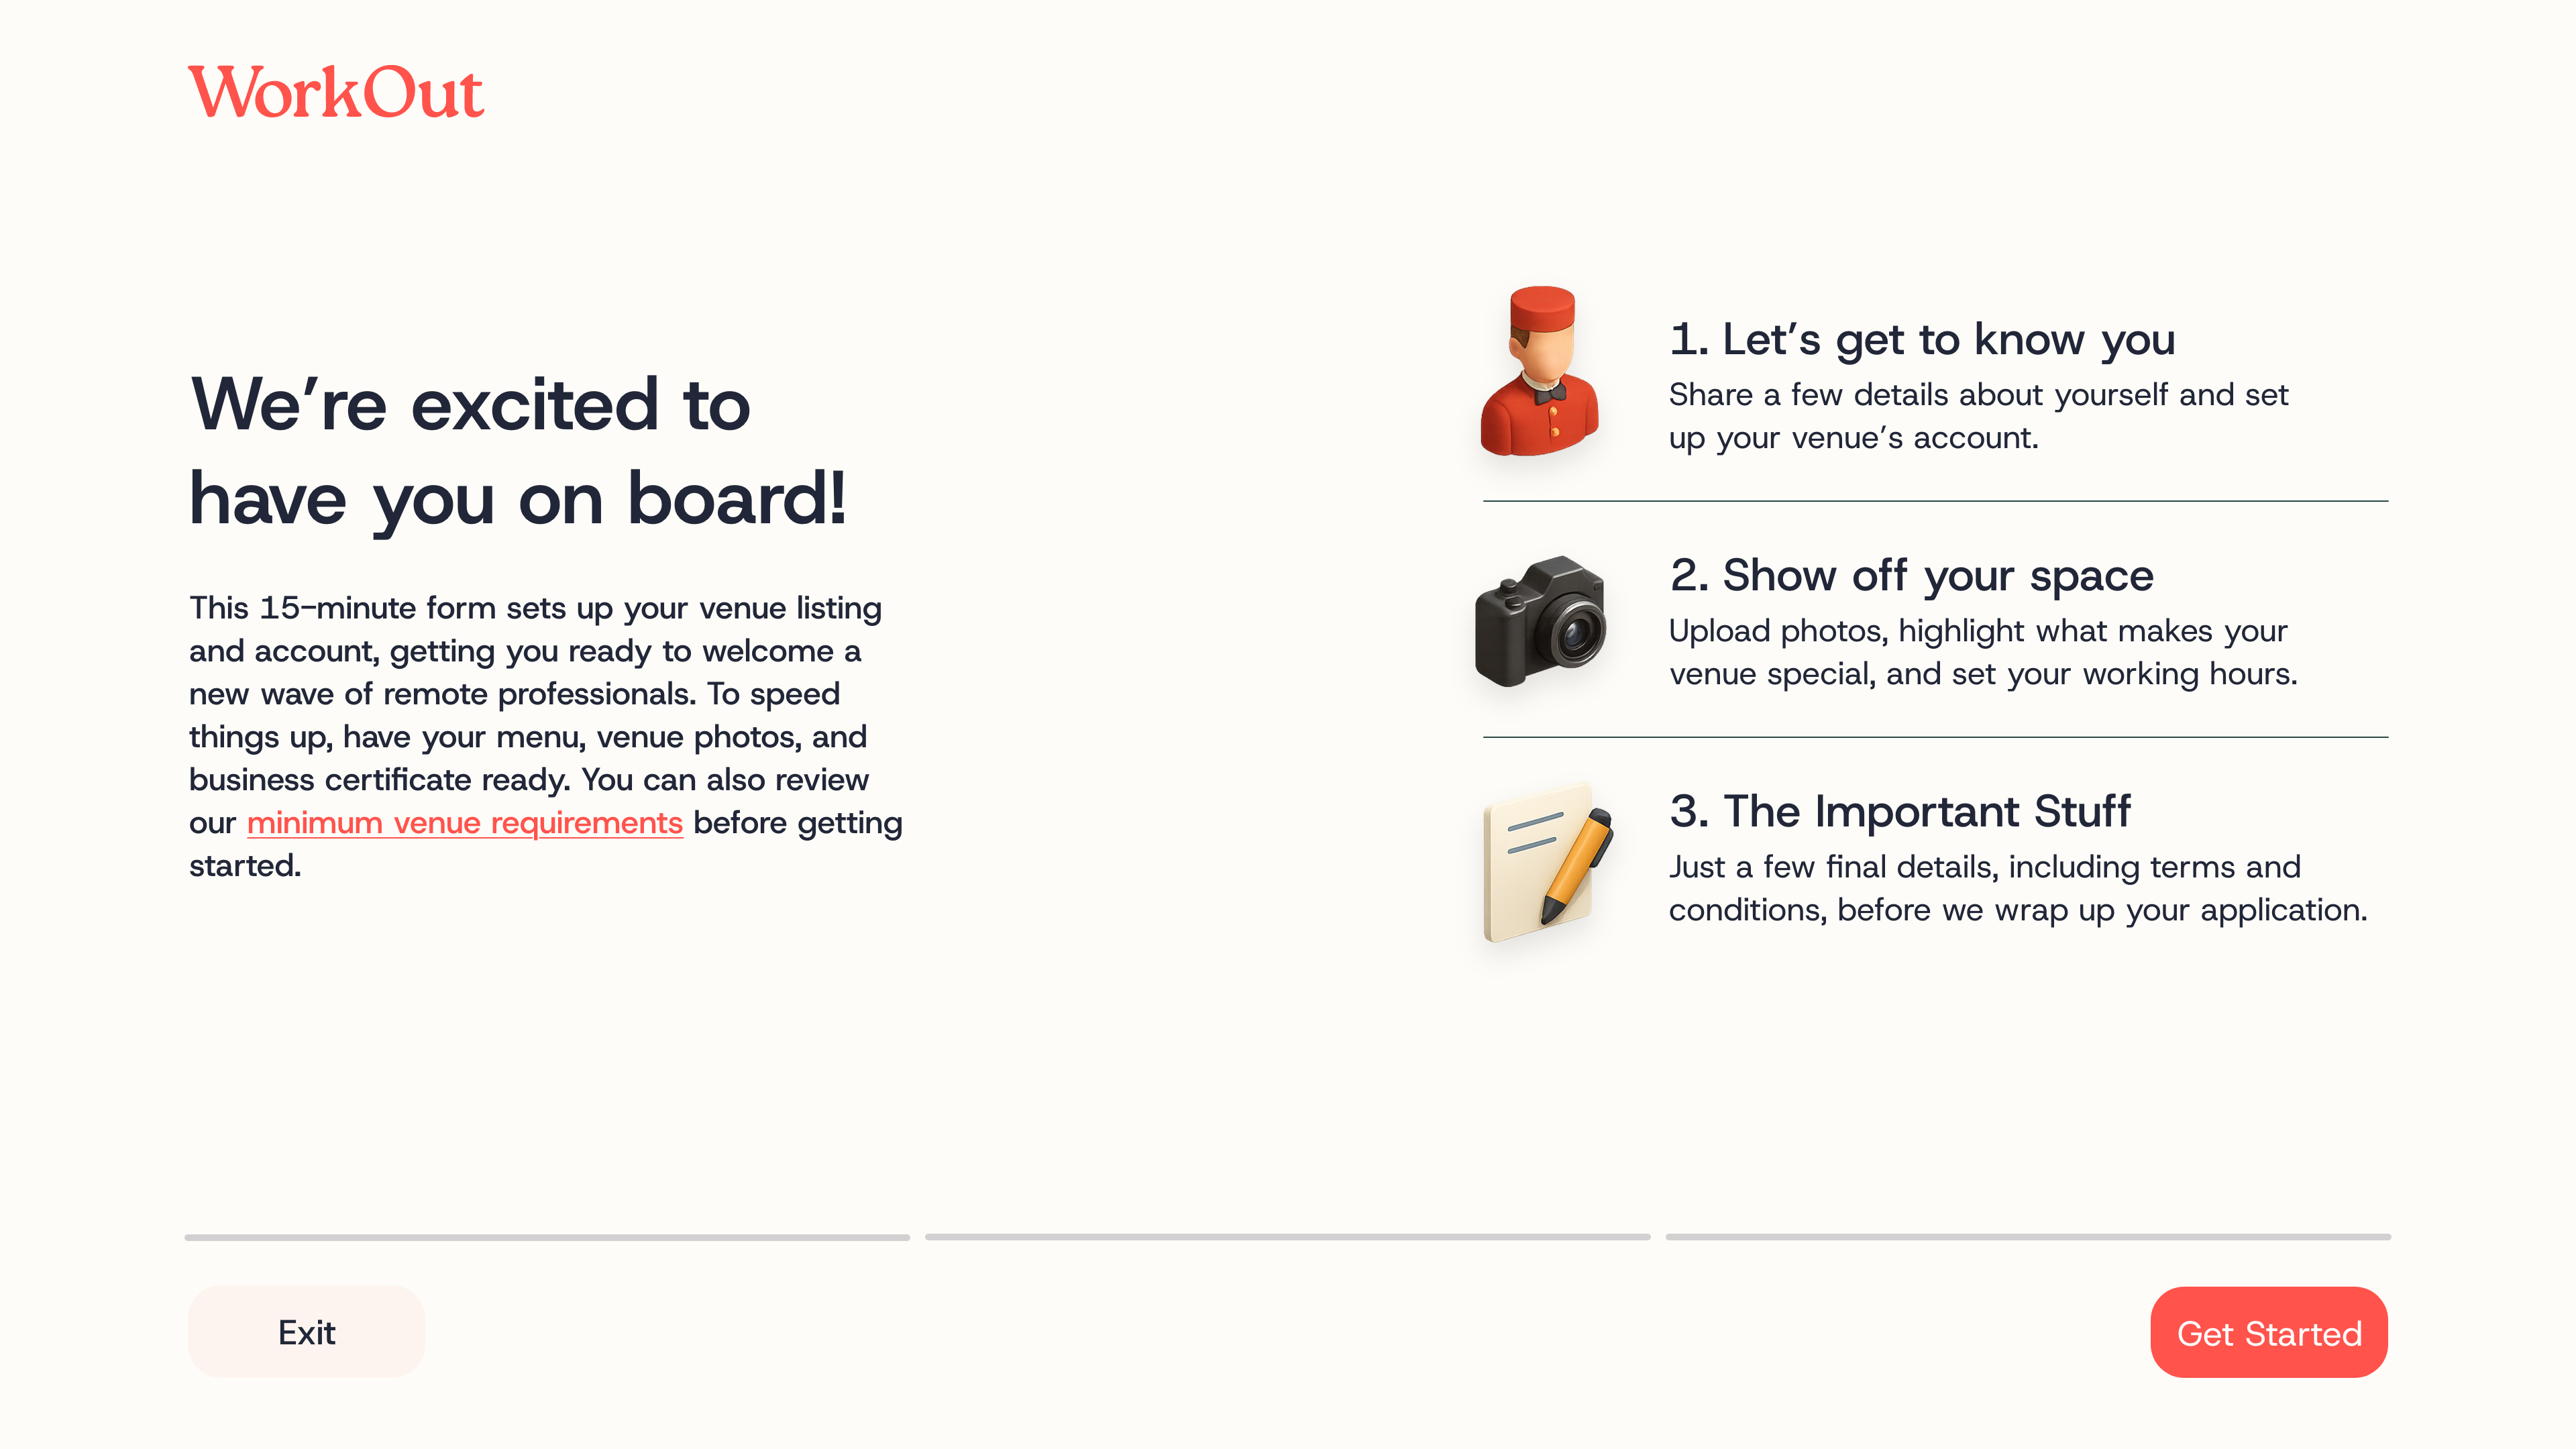 WorkOut
We’re excited to
have you on board!
This 15-minute form sets up your venue listing
and account, getting you ready to welcome a
new wave of remote professionals. To speed
things up, have your menu, venue photos, and
business certificate ready. You can also review
our minimum venue requirements before getting
started.
1. Let’s get to know you
Share a few details about yourself and set
up your venue’s account.
2. Show off your space
Upload photos, highlight what makes your
venue special, and set your working hours.
3. The Important Stuff
Just a few final details, including terms and
conditions, before we wrap up your application.
Exit
Get Started